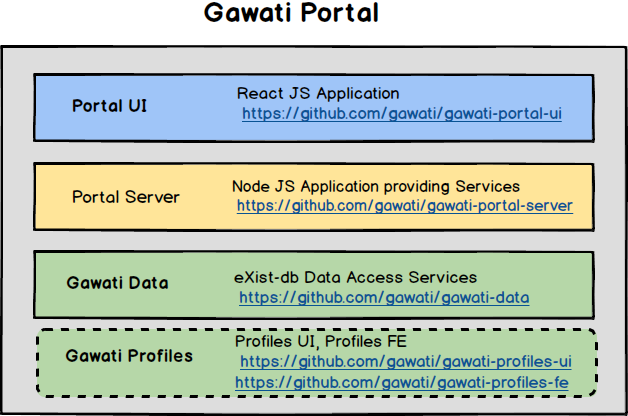 Gawati Portal
Portal UI
React JS Application
https://github.com/gawati/gawati-portal-ui
Portal Server
Node JS Application providing Services
https://github.com/gawati/gawati-portal-server
Gawati Data
eXist-db Data Access Services
https://github.com/gawati/gawati-data
Gawati Profiles
Profiles UI, Profiles FE
https://github.com/gawati/gawati-profiles-ui
https://github.com/gawati/gawati-profiles-fe